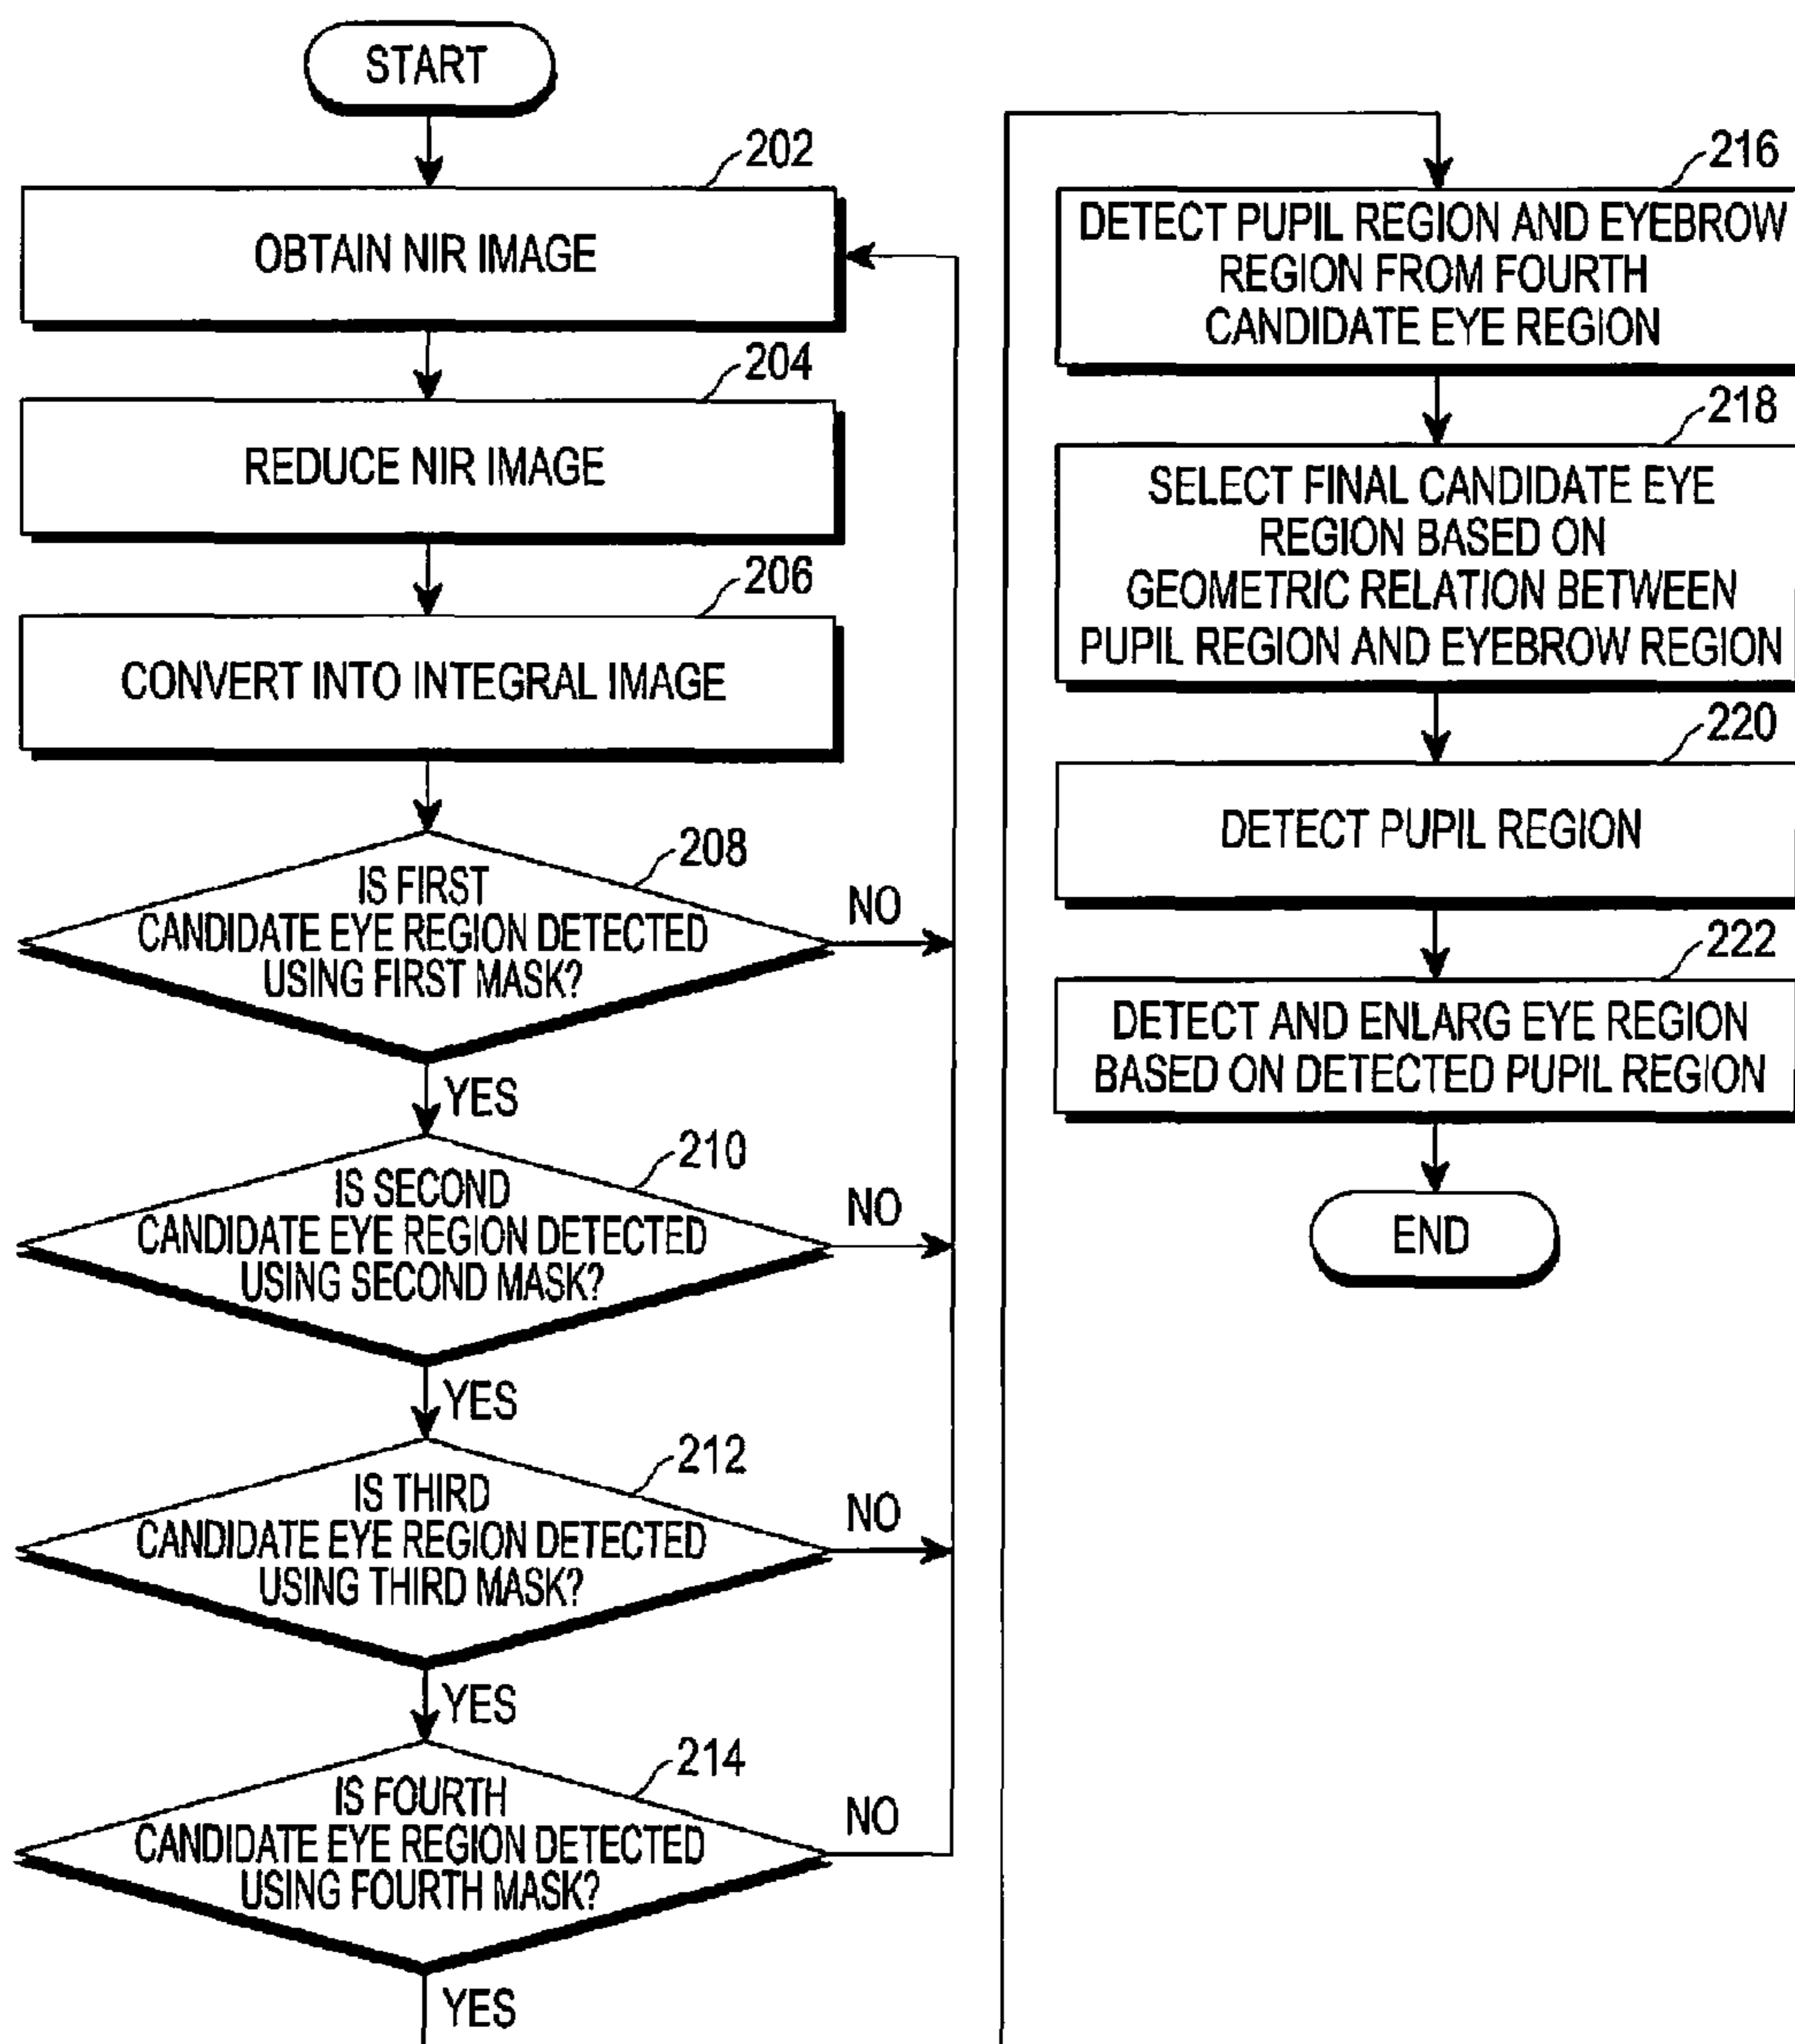 START
202
OBTAIN NIR IMAGE
204
REDUCE NIR IMAGE
206
CONVERT INTO INTEGRAL IMAGE
208
IS FIRST
CANDIDATE EYE REGION DETECTED
USING FIRST MASK?
NO
YES
210
IS SECOND
CANDIDATE EYE REGION DETECTED
USING SECOND MASK?
NO
YES
212
IS THIRD
CANDIDATE EYE REGION DETECTED
USING THIRD MASK?
NO
YES
214
IS FOURTH
CANDIDATE EYE REGION DETECTED
USING FOURTH MASK?
NO
YES
216
DETECT PUPIL REGION AND EYEBROW
REGION FROM FOURTH
CANDIDATE EYE REGION
218
SELECT FINAL CANDIDATE EYE
REGION BASED ON
GEOMETRIC RELATION BETWEEN
PUPIL REGION AND EYEBROW REGION
220
DETECT PUPIL REGION
222
DETECT AND ENLARG EYE REGION
BASED ON DETECTED PUPIL REGION
END